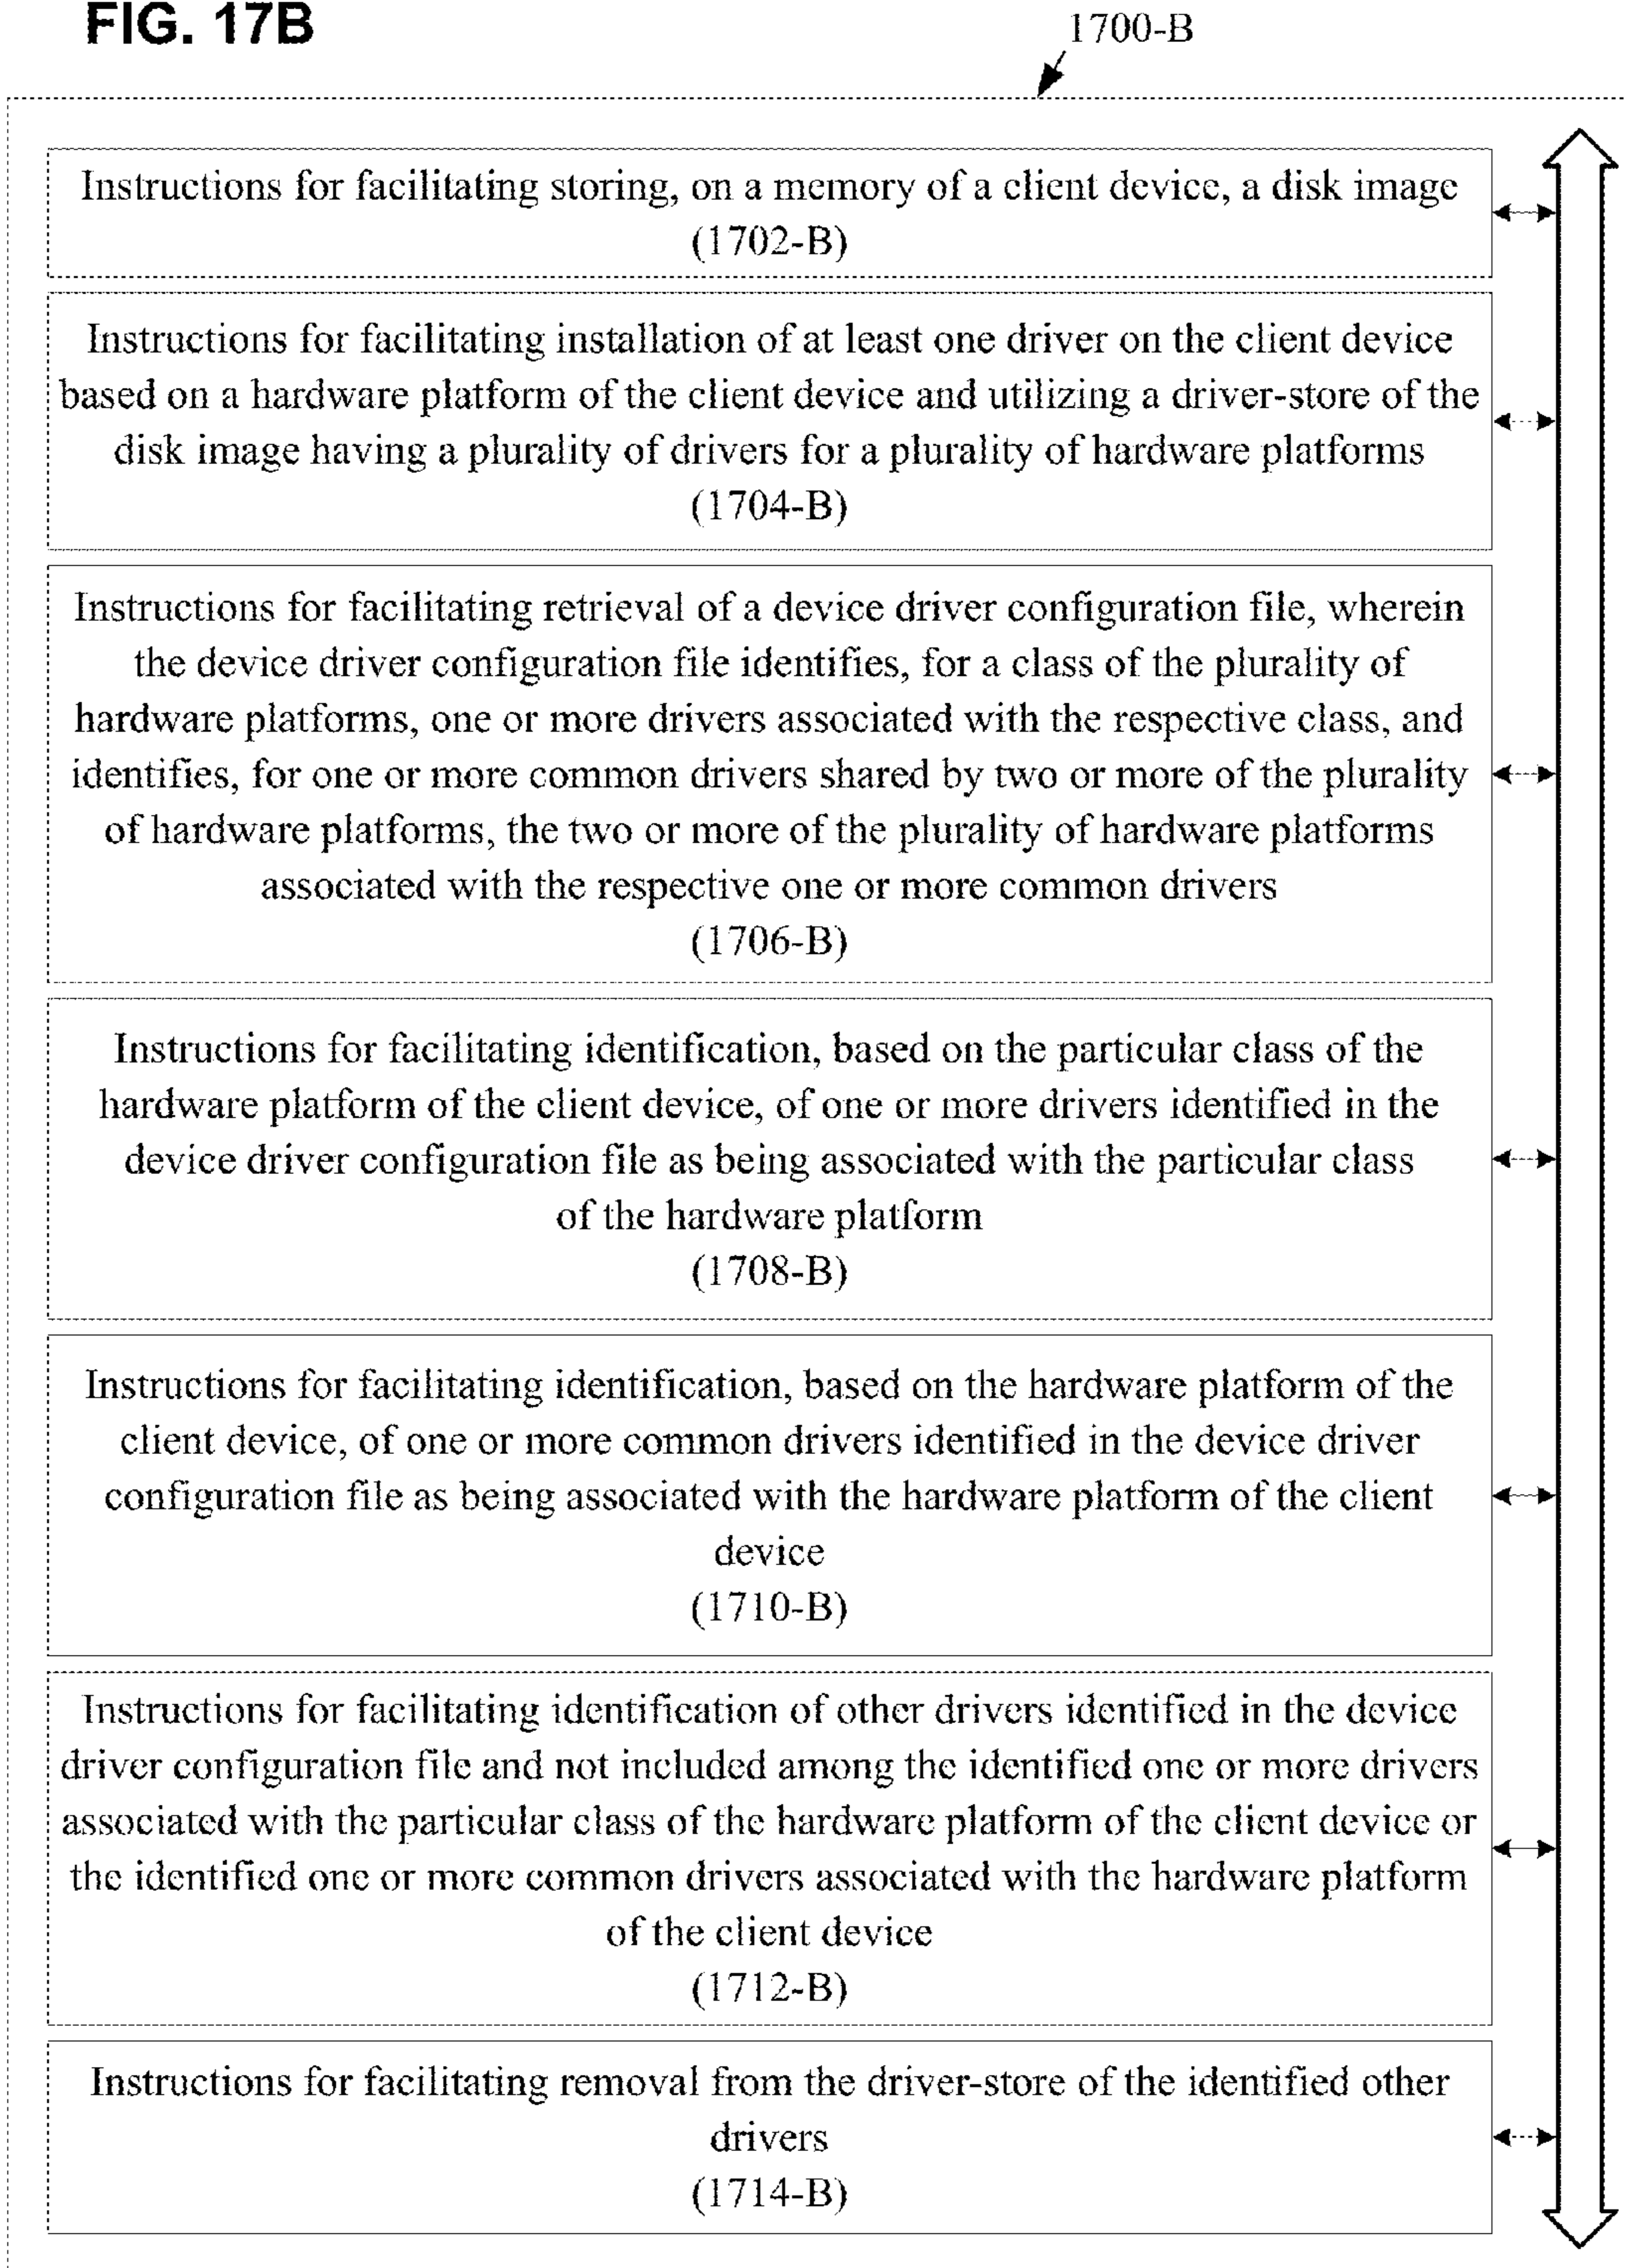 FIG. 17B
1700-B
Instructions for facilitating storing, on a memory of a client device, a disk image
(1702-B)
Instructions for facilitating installation of at least one driver on the client device
based on a hardware platform of the client device and utilizing a driver-store of the
disk image having a plurality of drivers for a plurality of hardware platforms
(1704-B)
Instructions for facilitating retrieval of a device driver configuration file, wherein
the device driver configuration file identifies, for a class of the plurality of
hardware platforms, one or more drivers associated with the respective class, and
identifies, for one or more common drivers shared by two or more of the plurality
of hardware platforms, the two or more of the plurality of hardware platforms
associated with the respective one or more common drivers
(1706-B)
Instructions for facilitating identification, based on the particular class of the
hardware platform of the client device, of one or more drivers identified in the
device driver configuration file as being associated with the particular class
of the hardware platform
(1708-B)
Instructions for facilitating identification, based on the hardware platform of the
client device, of one or more common drivers identified in the device driver
configuration file as being associated with the hardware platform of the client
device
(1710-B)
Instructions for facilitating identification of other drivers identified in the device
driver configuration file and not included among the identified one or more drivers
associated with the particular class of the hardware platform of the client device or
the identified one or more common drivers associated with the hardware platform
of the client device
(1712-B)
Instructions for facilitating removal from the driver-store of the identified other
drivers
(1714-B)